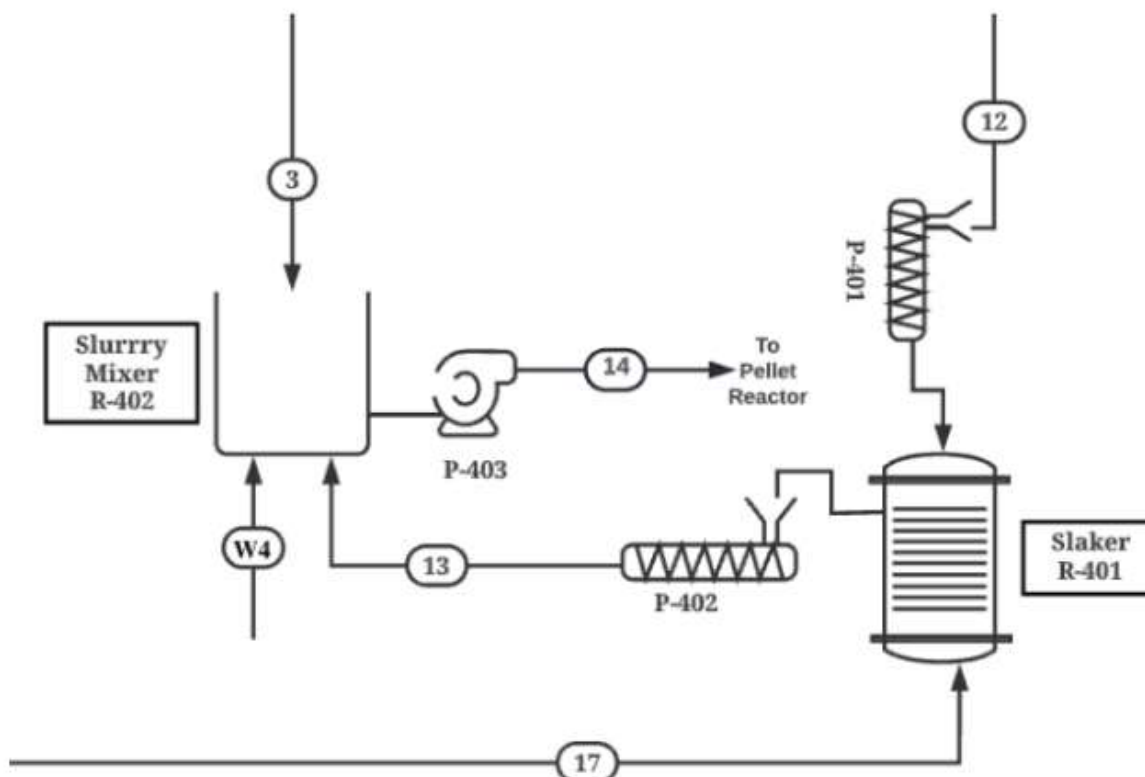 12
3
P-401
Slurrry
Mixer
R-402
14
To
Pellet
Reactor
P-403
W4
13
P-402
Slaker
R-401
17